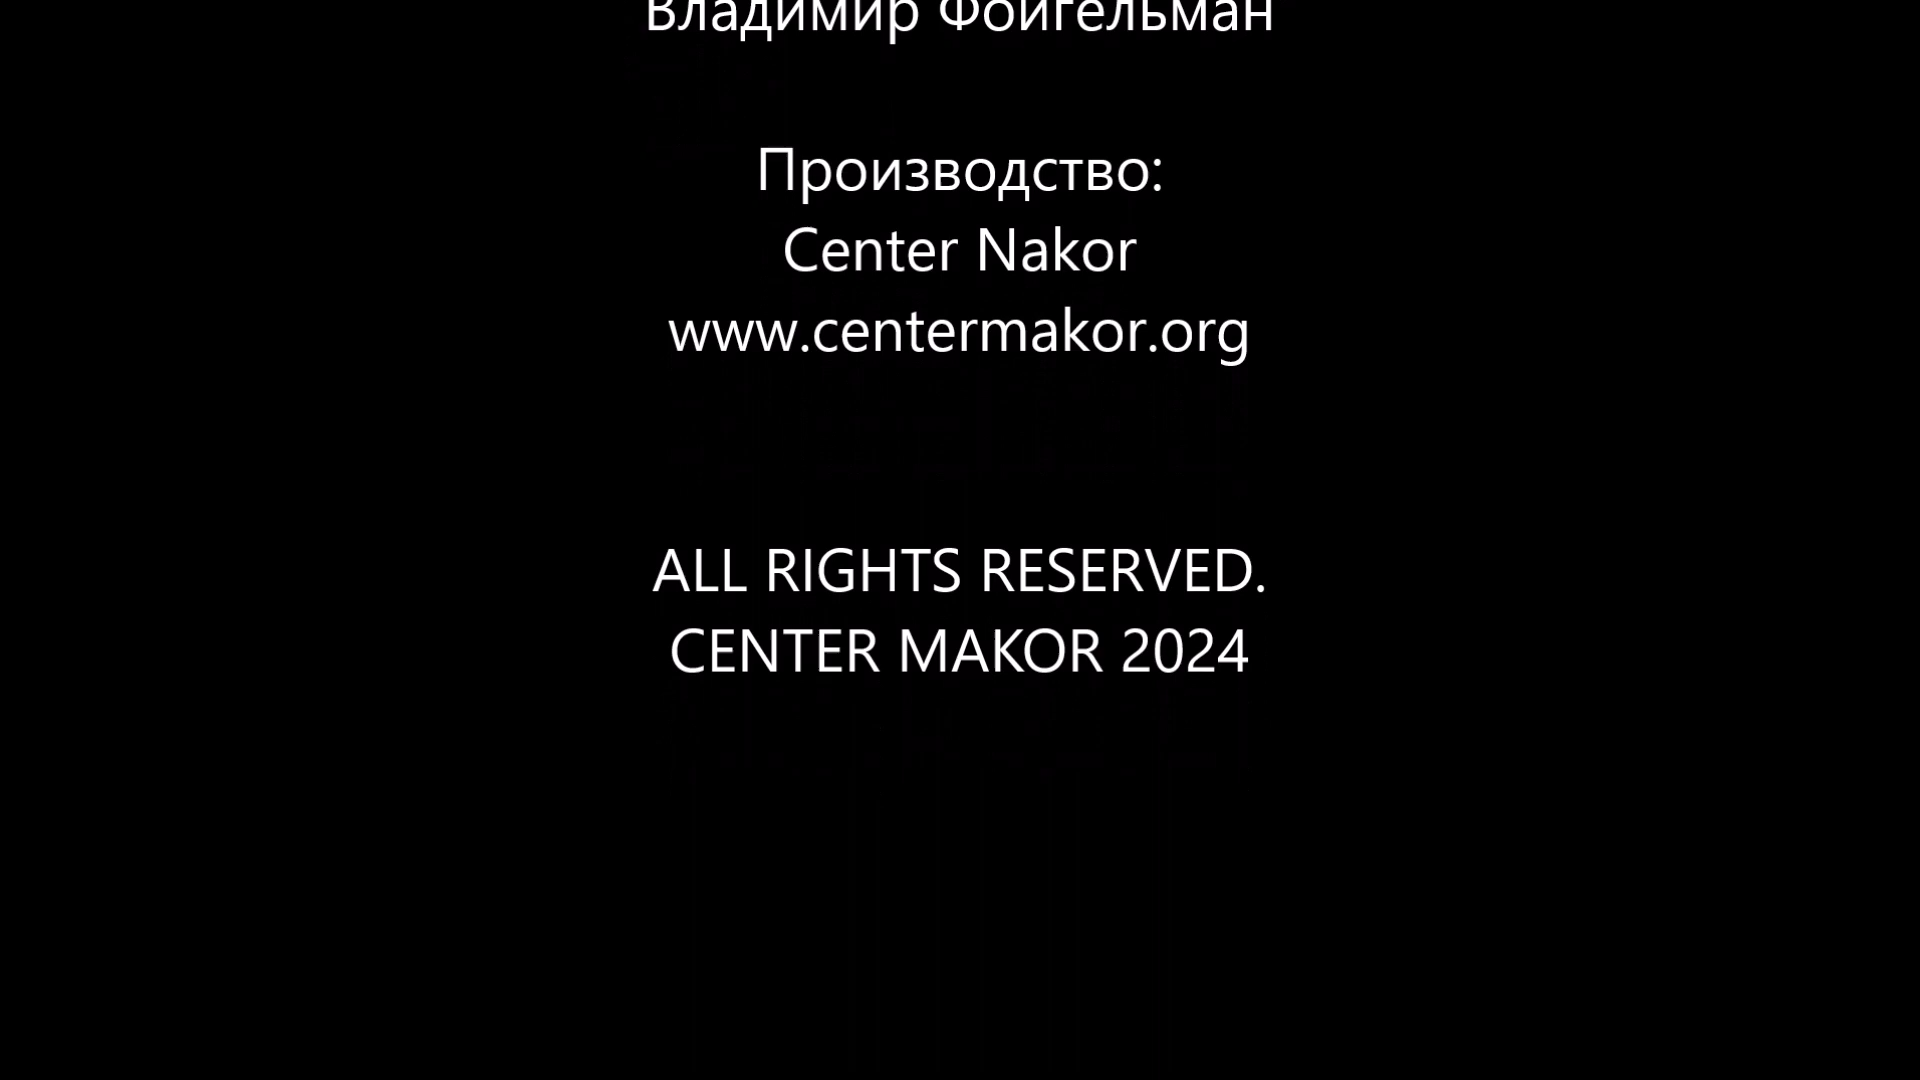 Владимир Фойгельман
Производство:
Center Nakor
www.centermakor.org
ALL RIGHTS RESERVED.
CENTER MAKOR 2024